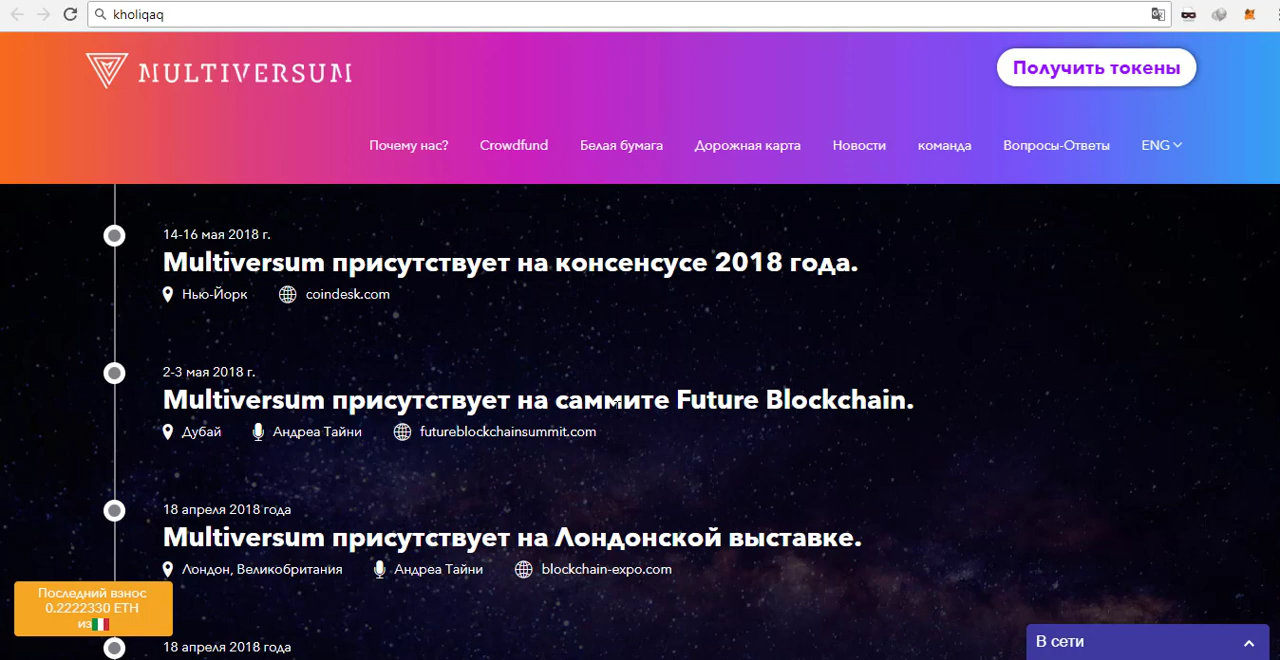 kholiqaq
MULTIVERSUM
Получить токены
Почему нас? Crowdfund Белая бумага Дорожная карта Новости команда Вопросы-Ответы ENG
14-16 мая 2018 г.
Multiversum присутствует на консенсусе 2018 года.
Нью-Йорк coindesk.com
2-3 мая 2018 г.
Multiversum присутствует на саммите Future Blockchain.
Дубай Андреа Тайни futureblockchainsummit.com
18 апреля 2018 года
Multiversum присутствует на Лондонской выставке.
Лондон, Великобритания Андреа Тайни blockchain-expo.com
Последний взнос
0.2222330 ETH
из
18 апреля 2018 года
В сети